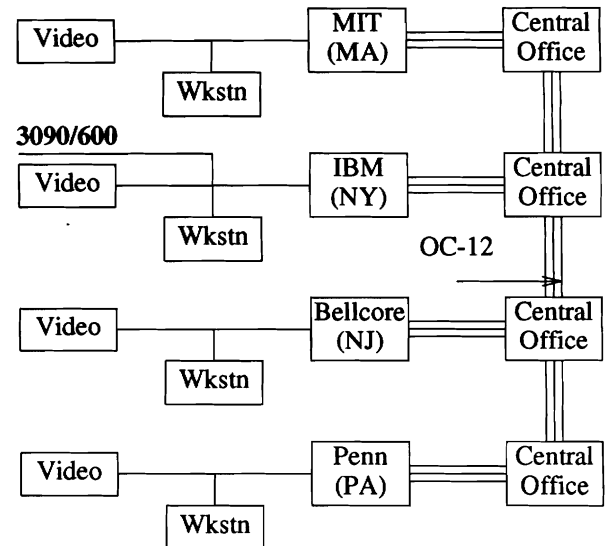 Video
MIT
(MA)
Central
Office
Wkstn
3090/600
Video
IBM
(NY)
Central
Office
Wkstn
OC-12
Video
Bellcore
(NJ)
Central
Office
Wkstn
Video
Penn
(PA)
Central
Office
Wkstn